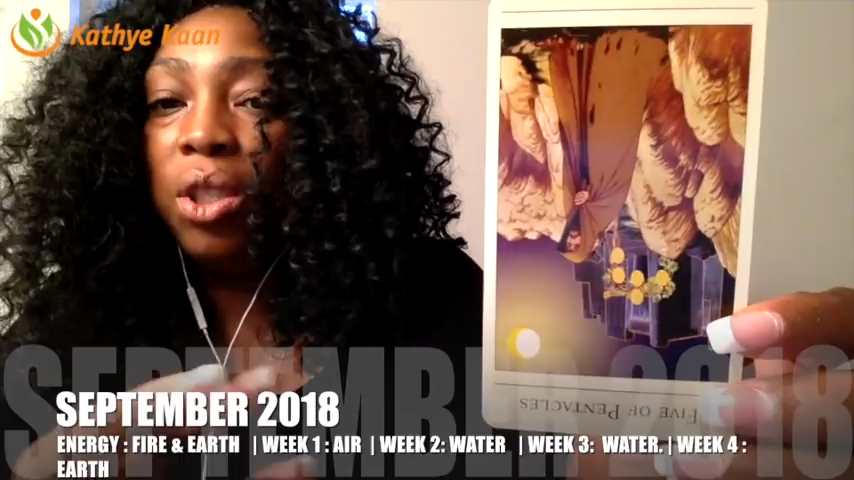 Kathye Kaan
FIVE OF PENTACLES
SEPTEMBER 2018
SEPTEMBER 2018
ENERGY : FIRE & EARTH | WEEK 1 : AIR | WEEK 2: WATER | WEEK 3: WATER. | WEEK 4 :
EARTH